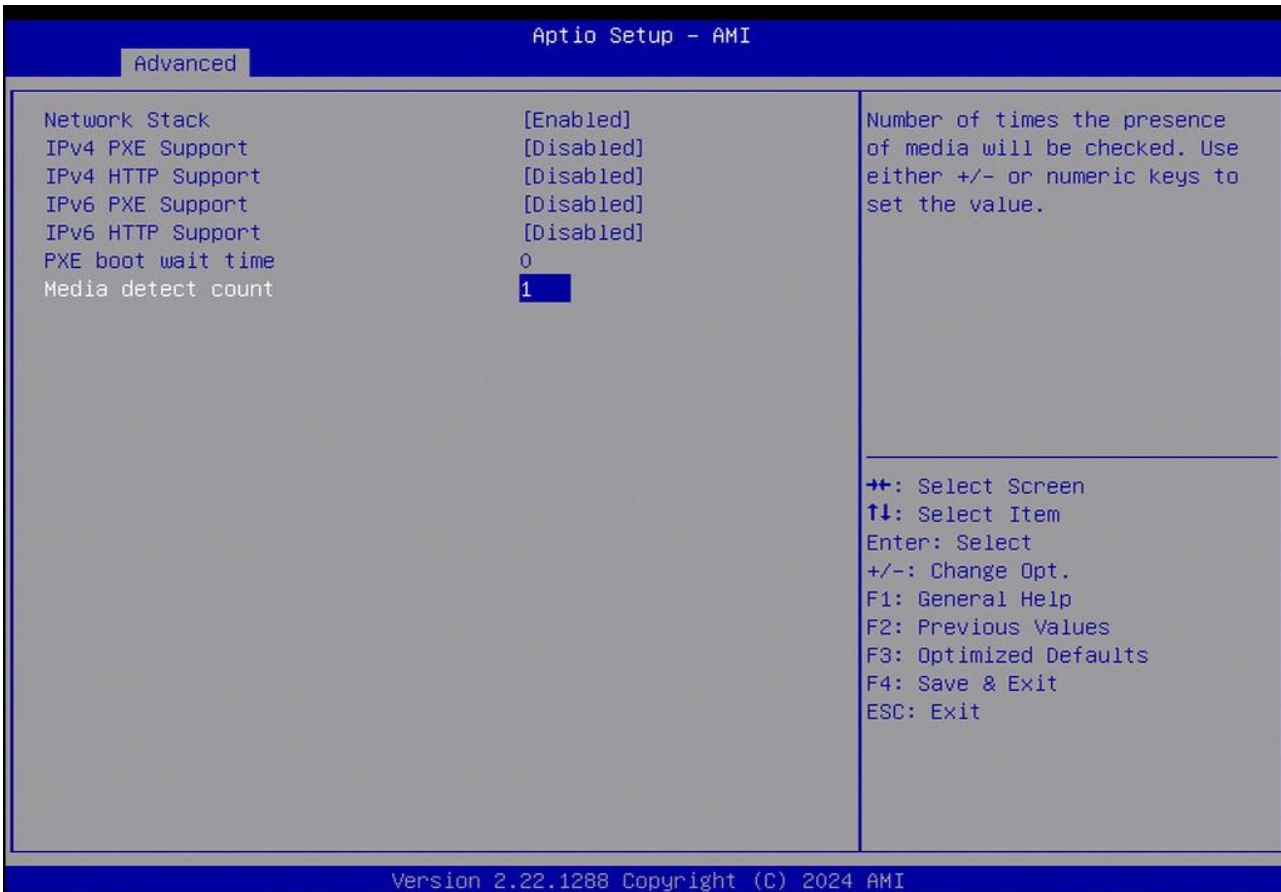 Aptio Setup - AMI
Advanced
Network Stack [Enabled]
IPv4 PXE Support [Disabled]
IPv4 HTTP Support [Disabled]
IPv6 PXE Support [Disabled]
IPv6 HTTP Support [Disabled]
PXE boot wait time 0
Media detect count 1
Number of times the presence
of media will be checked. Use
either +/- or numeric keys to
set the value.
→←: Select Screen
↑↓: Select Item
Enter: Select
+/-: Change Opt.
F1: General Help
F2: Previous Values
F3: Optimized Defaults
F4: Save & Exit
ESC: Exit
Version 2.22.1288 Copyright (C) 2024 AMI